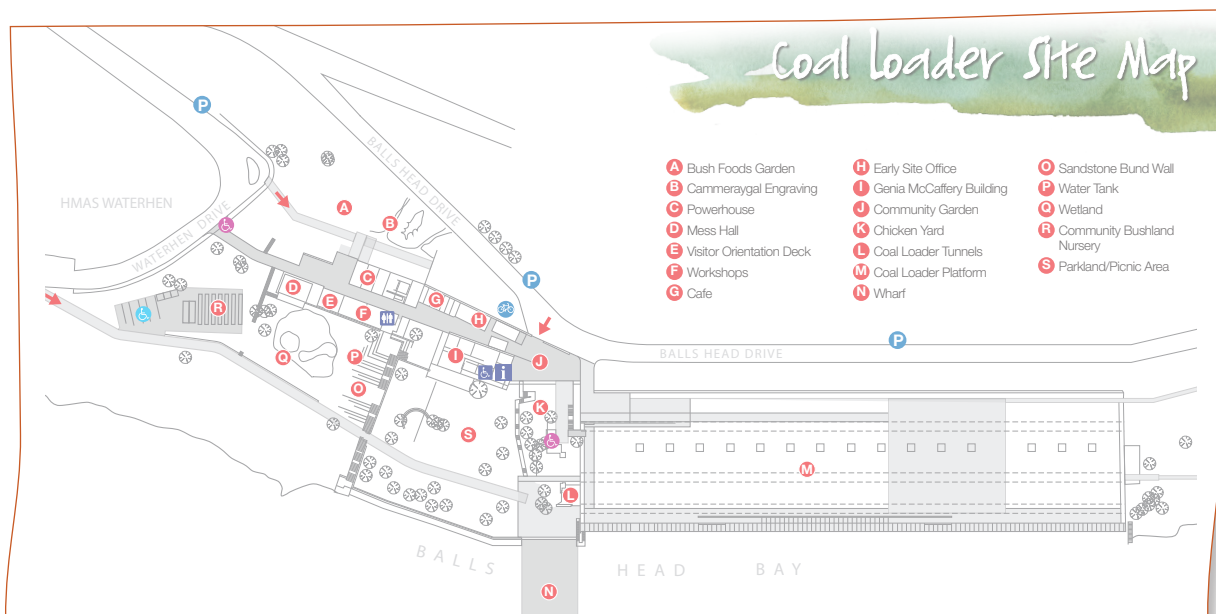 Coal Loader Site Map
A Bush Foods Garden
B Cammeraygal Engraving
C Powerhouse
D Mess Hall
E Visitor Orientation Deck
F Workshops
G Cafe
H Early Site Office
I Genia McCaffery Building
J Community Garden
K Chicken Yard
L Coal Loader Tunnels
M Coal Loader Platform
N Wharf
O Sandstone Bund Wall
P Water Tank
Q Wetland
R Community Bushland
Nursery
S Parkland/Picnic Area
P
BALLS HEAD DRIVE
HMAS WATERHEN
WATERHEN DRIVE
A
B
P
C
D
E
F
G
H
R
Q
P
O
I
i
J
K
S
L
M
N
P
BALLS HEAD DRIVE
BALLS HEAD BAY